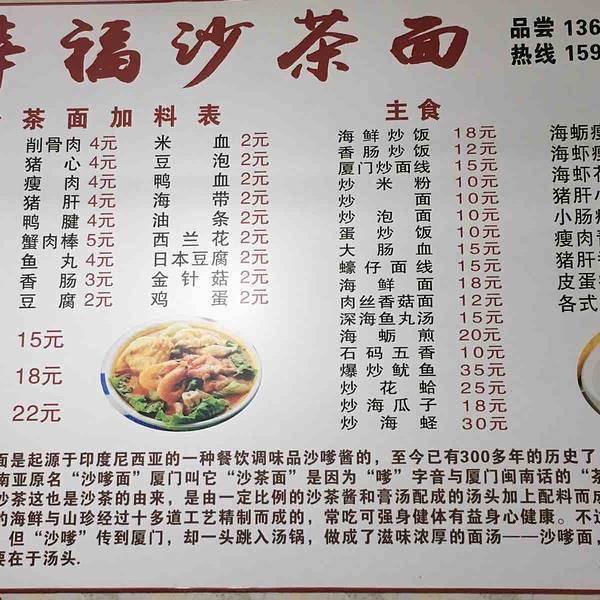 福沙茶面
品尝 136
热线 159
茶面加料表
削骨肉 4元
猪心 4元
瘦肉 4元
猪肝 4元
鸭腱 4元
蟹肉棒 5元
鱼丸 4元
香肠 3元
豆腐 2元
米血 2元
豆泡 2元
鸭血 2元
海带 2元
油条 2元
西兰花 2元
日本豆腐 2元
金针菇 2元
鸡蛋 2元
15元
18元
22元
主食
海鲜炒饭 18元
香肠炒饭 12元
厦门炒面线 15元
炒米粉 10元
炒面 10元
炒泡面 10元
蛋炒饭 10元
大肠血 15元
蠔仔面线 15元
海鲜面 18元
肉丝香菇面 12元
深海鱼丸汤 15元
海蛎煎 20元
石码五香 10元
爆炒鱿鱼 35元
炒花蛤 25元
炒海瓜子 18元
炒海蛏 30元
海蛎瘦
海虾瘦
海虾花
猪肝小
小肠瘦
瘦肉青
猪肝青
皮蛋
各式
面是起源于印度尼西亚的一种餐饮调味品沙嗲酱的，至今已有300多年的历史了
南亚原名“沙嗲面”厦门叫它“沙茶面”是因为“嗲”字音与厦门闽南话的“茶
沙茶这也是沙茶的由来，是由一定比例的沙茶酱和膏汤配成的汤头加上配料而成
的海鲜与山珍经过十多道工艺精制而成的，常吃可强身健体有益身心健康。不过
但“沙嗲”传到厦门，却一头跳入汤锅，做成了滋味浓厚的面汤——沙嗲面，
要在于汤头.